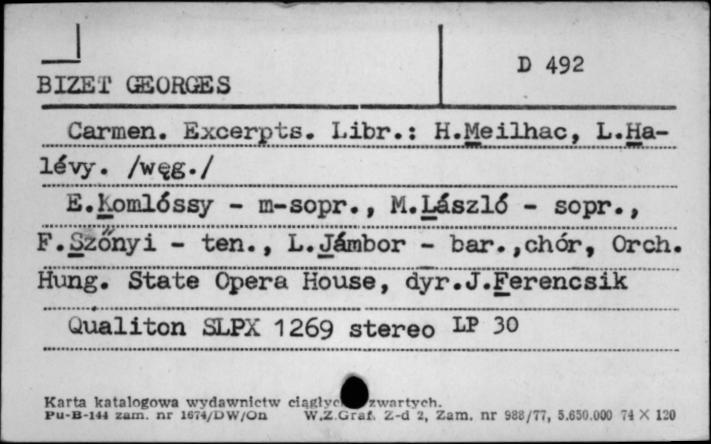 D 492
BIZET GEORGES
Carmen. Excerpts. Libr.: H.Meilhac, L.Ha-
lévy. /węg./
E.Komlóssy - m-sopr., M.László - sopr.,
F.Szőnyi - ten., L.Jámbor - bar.,chór, Orch.
Hung. State Opera House, dyr.J.Ferencsik
Qualiton SLPX 1269 stereo LP 30
Karta katalogowa wydawnictw zwartych.
Pu-B-144 zam. nr 1674/DW/On W.Z.Graf. Z-d 2, Zam. nr 988/77, 5.650.000 74 X 120